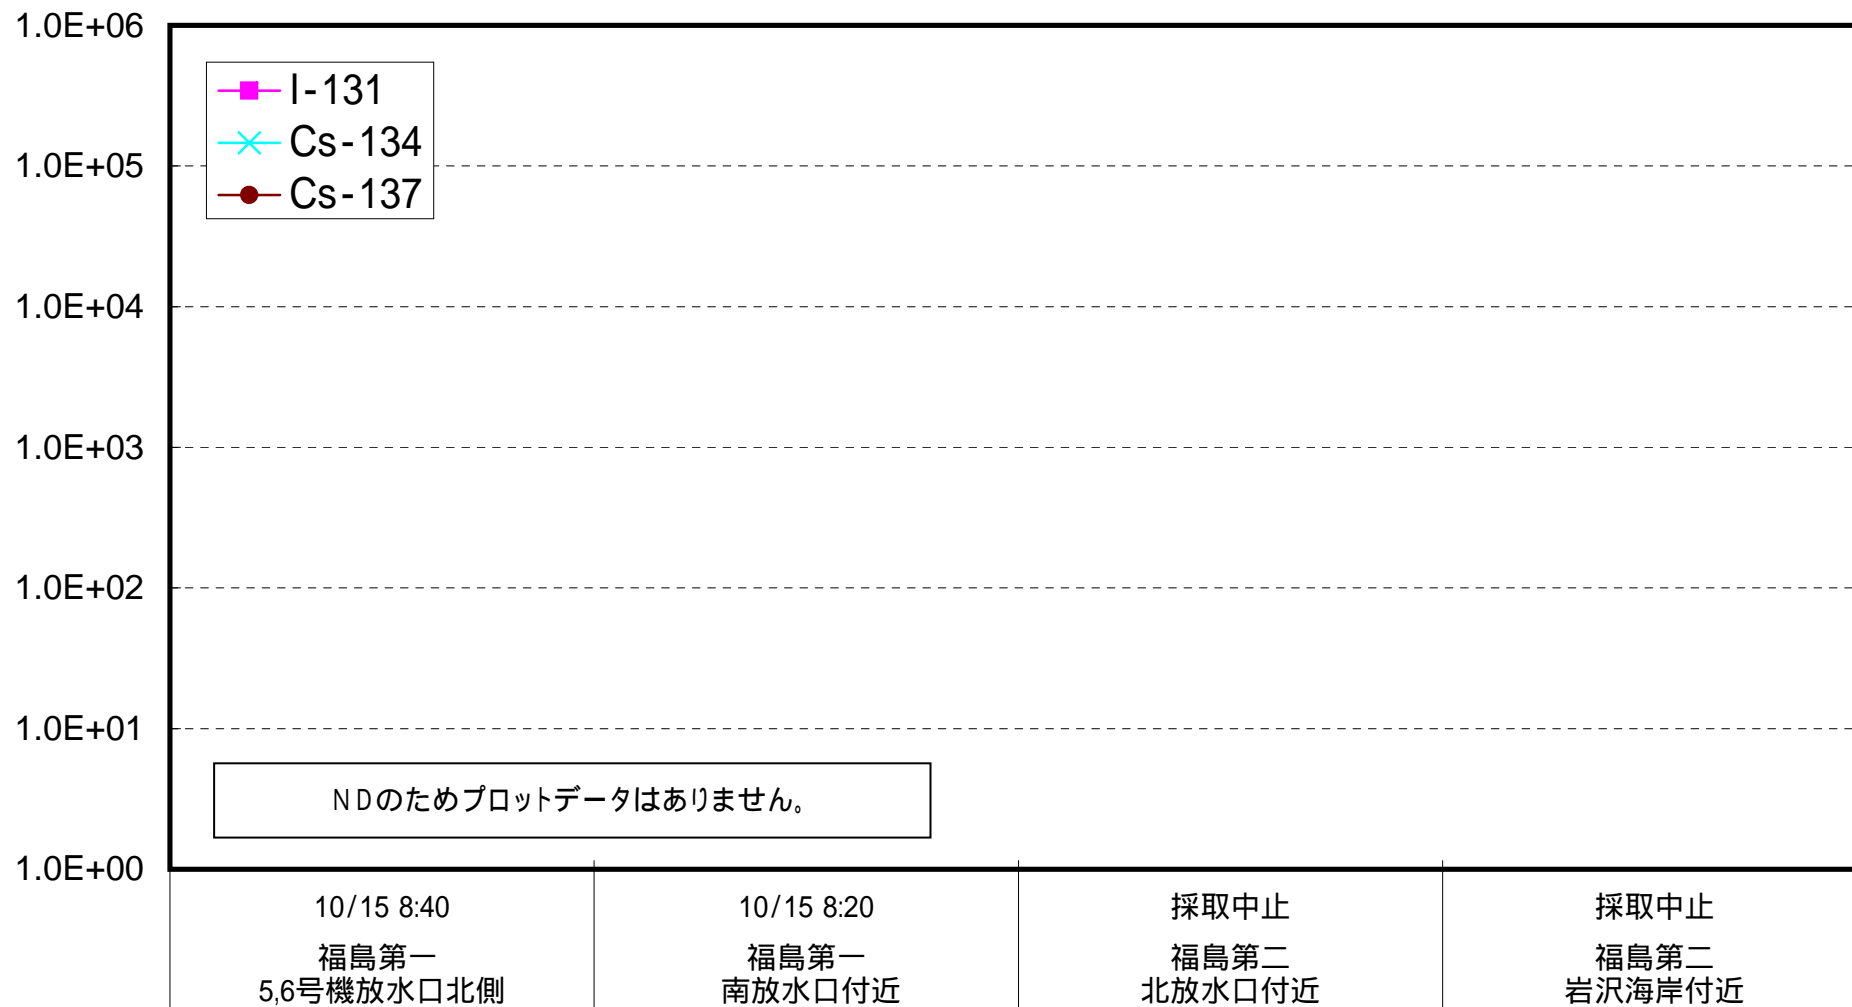 1.0E+06
I-131
Cs-134
1.0E+05
Cs-137
1.0E+04
1.0E+03
1.0E+02
1.0E+01
NDのためプロットデータはありません。
1.0E+00
10/15 8:40
10/15 8:20
採取中止
採取中止
福島第一
5,6号機放水口北側
福島第一
南放水口付近
福島第二
北放水口付近
福島第二
岩沢海岸付近